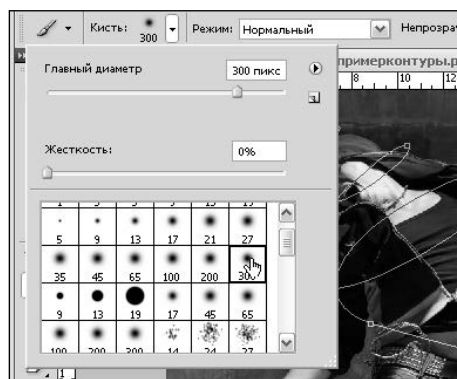 Кисть: 300 Режим: Нормальный Непрозрач
примерконтуры.p
8 10 12
Главный диаметр 300 пикс
Жесткость: 0%
5 9 13 17 21 27
35 45 65 100 200 300
9 13 19 17 45 65
100 200 300 14 24 27
1